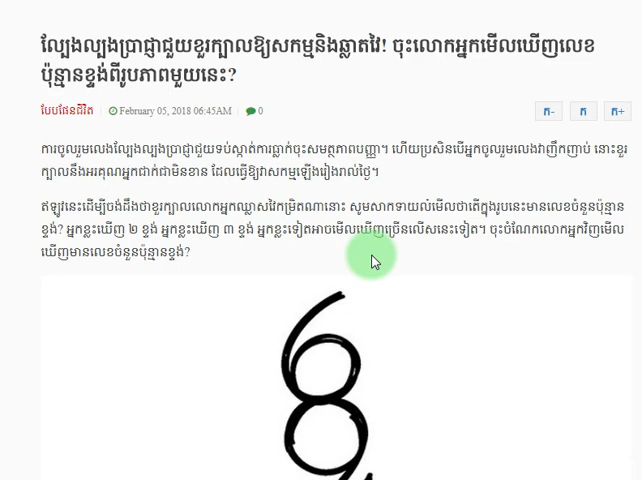 ល្បែងល្បងប្រាជ្ញាជួយខួរក្បាលឱ្យសកម្មនិងឆ្លាតវៃ! ចុះលោកអ្នកមើលឃើញលេខ
ប៉ុន្មានខ្ទង់ពីរូបភាពមួយនេះ?
បែបផែនជីវិត February 05, 2018 06:45AM 0 ក- ក ក+
ការចូលរួមលេងល្បែងល្បងប្រាជ្ញាជួយទប់ស្កាត់ការធ្លាក់ចុះសមត្ថភាពបញ្ញា។ ហើយប្រសិនបើអ្នកចូលរួមលេងវាញឹកញាប់ នោះខួរ
ក្បាលនឹងអរគុណអ្នកជាក់ជាមិនខាន ដែលធ្វើឱ្យវាសកម្មឡើងរៀងរាល់ថ្ងៃ។
ឥឡូវនេះដើម្បីចង់ដឹងថាខួរក្បាលលោកអ្នកឈ្លាសវៃកម្រិតណានោះ សូមសាកទាយលំមើលថាតើក្នុងរូបនេះមានលេខចំនួនប៉ុន្មាន
ខ្ទង់? អ្នកខ្លះឃើញ ២ ខ្ទង់ អ្នកខ្លះឃើញ ៣ ខ្ទង់ អ្នកខ្លះទៀតអាចមើលឃើញច្រើនលើសនេះទៀត។ ចុះចំណែកលោកអ្នកវិញមើល
ឃើញមានលេខចំនួនប៉ុន្មានខ្ទង់?